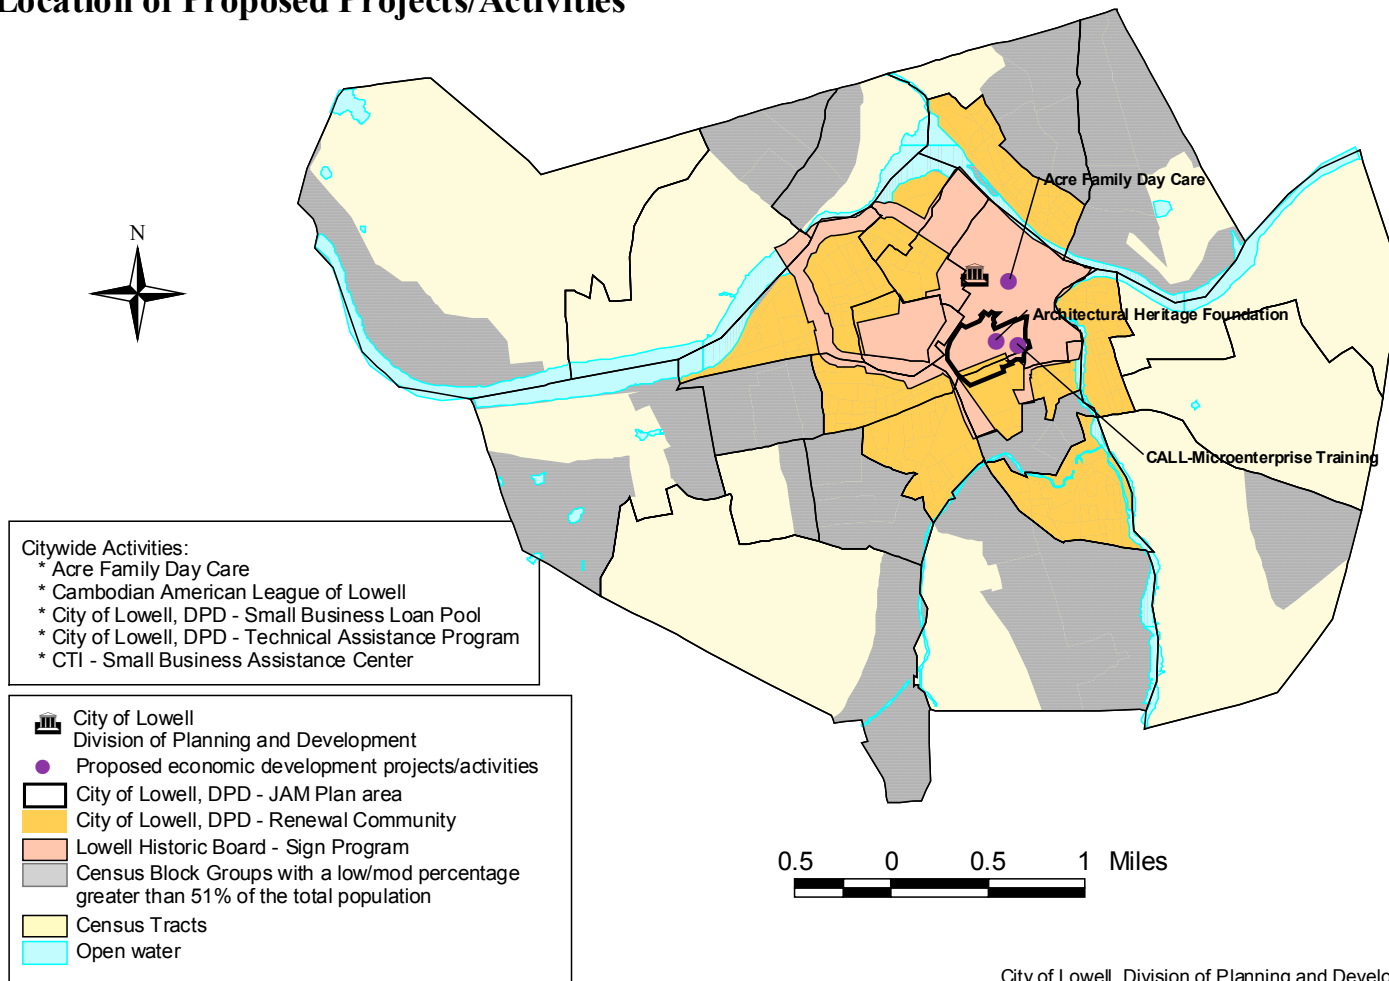 Location of Proposed Projects/Activities
N
Acre Family Day Care
Architectural Heritage Foundation
CALL-Microenterprise Training
Citywide Activities:
* Acre Family Day Care
* Cambodian American League of Lowell
* City of Lowell, DPD - Small Business Loan Pool
* City of Lowell, DPD - Technical Assistance Program
* CTI - Small Business Assistance Center
City of Lowell
Division of Planning and Development
Proposed economic development projects/activities
City of Lowell, DPD - JAM Plan area
City of Lowell, DPD - Renewal Community
Lowell Historic Board - Sign Program
Census Block Groups with a low/mod percentage
greater than 51% of the total population
Census Tracts
Open water
0.5 0 0.5 1 Miles
City of Lowell, Division of Planning and Develo